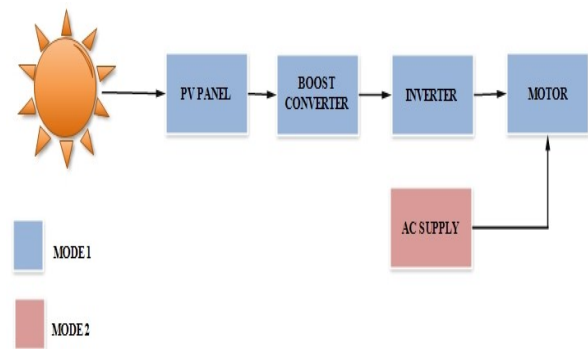 PV PANEL
BOOST
CONVERTER
INVERTER
MOTOR
AC SUPPLY
MODE 1
MODE 2